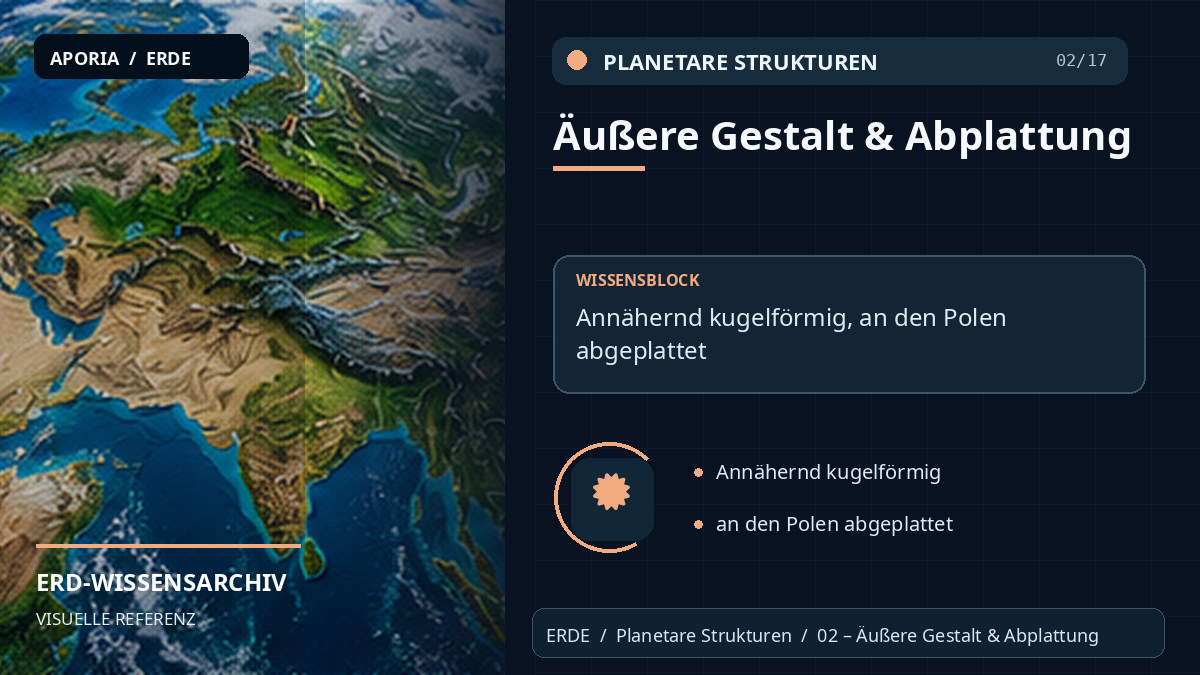 APORIA / ERDE
ERD-WISSENSARCHIV
VISUELLE REFERENZ
PLANETARE STRUKTUREN
02/17
Äußere Gestalt & Abplattung
WISSENSBLOCK
Annähernd kugelförmig, an den Polen
abgeplattet
Annähernd kugelförmig
an den Polen abgeplattet
ERDE / Planetare Strukturen / 02 – Äußere Gestalt & Abplattung